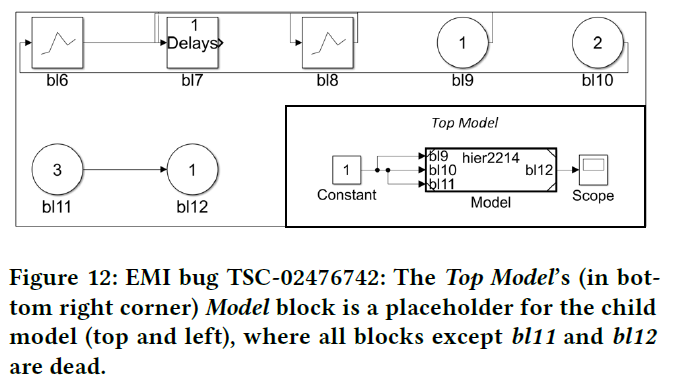 1
Delays
1
2
bl6
bl7
bl8
bl9
bl10
Top Model
3
1
1
bl9
hier2214
bl10
bl12
bl11
bl11
bl12
Constant
Model
Scope
Figure 12: EMI bug TSC-02476742: The Top Model's (in bot-
tom right corner) Model block is a placeholder for the child
model (top and left), where all blocks except bl11 and bl12
are dead.